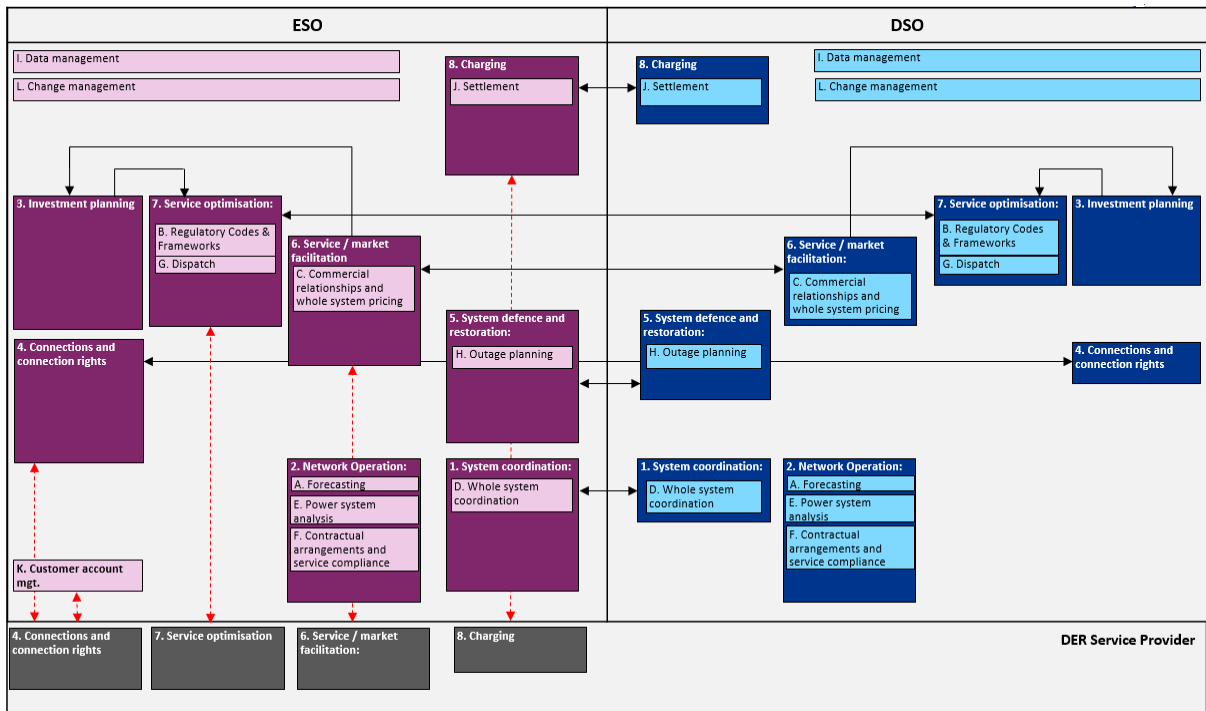 ESO
DSO
I. Data management
L. Change management
8. Charging
J. Settlement
8. Charging
J. Settlement
I. Data management
L. Change management
3. Investment planning
7. Service optimisation:
B. Regulatory Codes &
Frameworks
G. Dispatch
6. Service / market
facilitation
C. Commercial
relationships and
whole system pricing
6. Service / market
facilitation:
C. Commercial
relationships and
whole system pricing
7. Service optimisation:
B. Regulatory Codes &
Frameworks
G. Dispatch
3. Investment planning
4. Connections and
connection rights
5. System defence and
restoration:
H. Outage planning
5. System defence and
restoration:
H. Outage planning
4. Connections and
connection rights
2. Network Operation:
A. Forecasting
E. Power system
analysis
F. Contractual
arrangements and
service compliance
1. System coordination:
D. Whole system
coordination
1. System coordination:
D. Whole system
coordination
2. Network Operation:
A. Forecasting
E. Power system
analysis
F. Contractual
arrangements and
service compliance
K. Customer account
mgt.
4. Connections and
connection rights
7. Service optimisation
6. Service / market
facilitation:
8. Charging
DER Service Provider